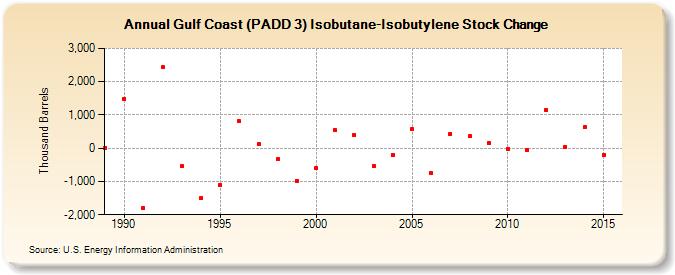 Annual Gulf Coast (PADD 3) Isobutane-Isobutylene Stock Change
Thousand Barrels
3,000
2,000
1,000
0
-1,000
-2,000
1990 1995 2000 2005 2010 2015
Source: U.S. Energy Information Administration